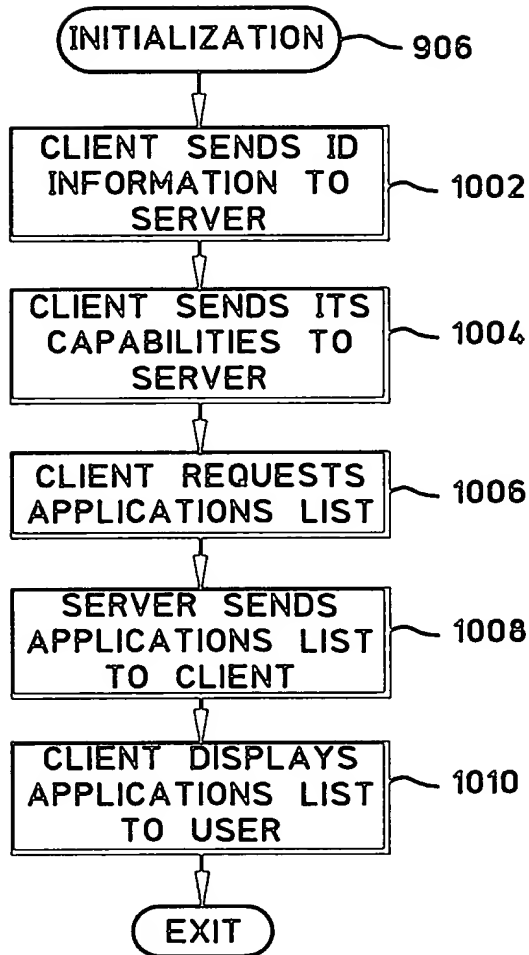 INITIALIZATION
906
CLIENT SENDS ID
INFORMATION TO
SERVER
1002
CLIENT SENDS ITS
CAPABILITIES TO
SERVER
1004
CLIENT REQUESTS
APPLICATIONS LIST
1006
SERVER SENDS
APPLICATIONS LIST
TO CLIENT
1008
CLIENT DISPLAYS
APPLICATIONS LIST
TO USER
1010
EXIT